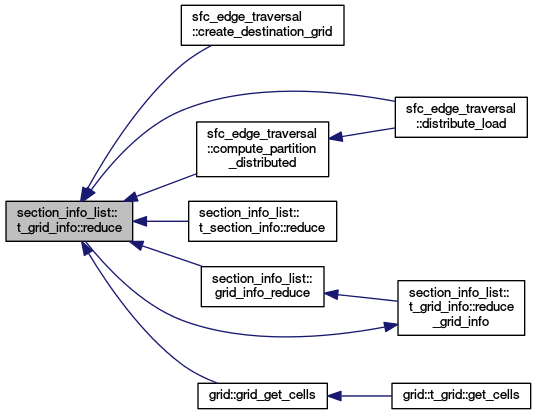 sfc_edge_traversal
::create_destination_grid
sfc_edge_traversal
::distribute_load
sfc_edge_traversal
::compute_partition
_distributed
section_info_list::
t_grid_info::reduce
section_info_list::
t_section_info::reduce
section_info_list::
grid_info_reduce
section_info_list::
t_grid_info::reduce
_grid_info
grid::grid_get_cells
grid::t_grid::get_cells